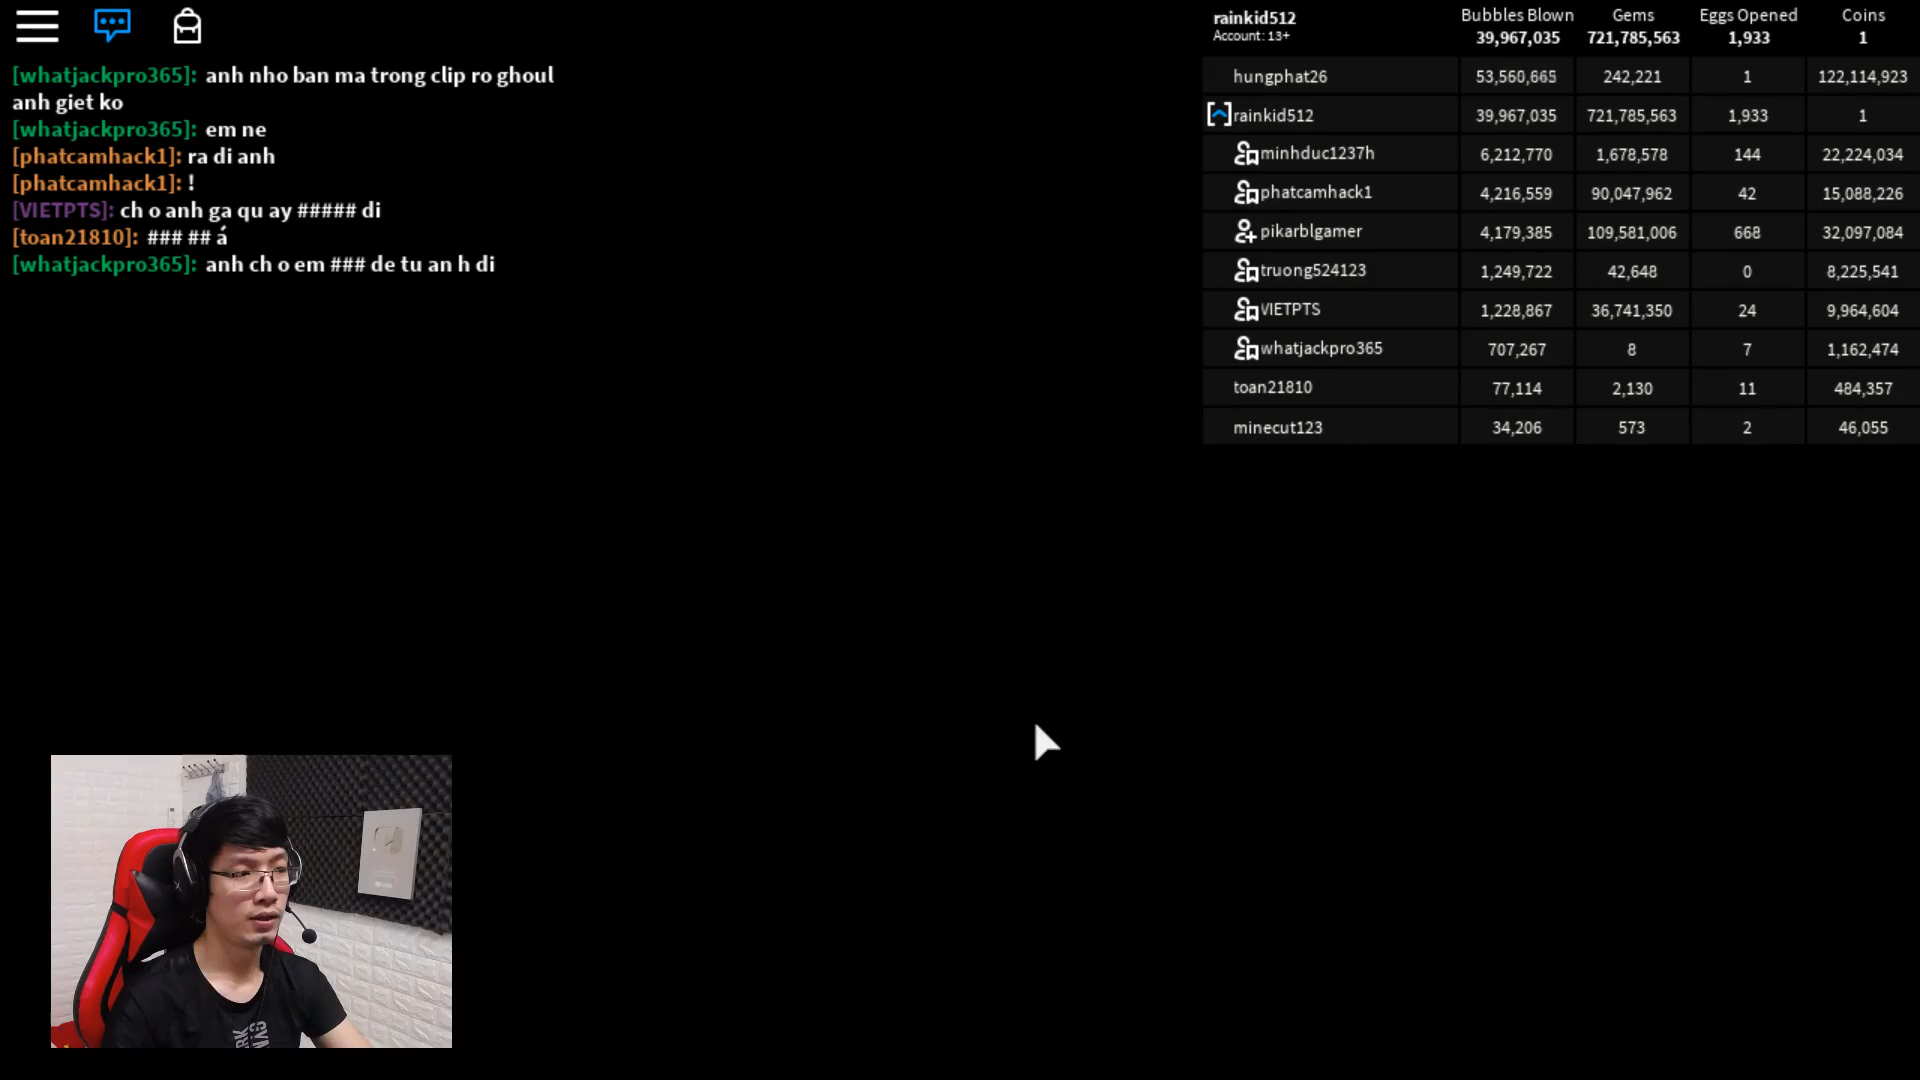 [whatjackpro365]: anh nho ban ma trong clip ro ghoul
anh giet ko
[whatjackpro365]: em ne
[phatcamhack1]: ra di anh
[phatcamhack1]: !
[VIETPTS]: ch o anh ga qu ay ##### di
[toan21810]: ### ## á
[whatjackpro365]: anh ch o em ### de tu an h di
rainkid512 Bubbles Blown Gems Eggs Opened Coins
Account: 13+ 39,967,035 721,785,563 1,933 1
hungphat26 53,560,665 242,221 1 122,114,923
rainkid512 39,967,035 721,785,563 1,933 1
minhduc1237h 6,212,770 1,678,578 144 22,224,034
phatcamhack1 4,216,559 90,047,962 42 15,088,226
pikarblgamer 4,179,385 109,581,006 668 32,097,084
truong524123 1,249,722 42,648 0 8,225,541
VIETPTS 1,228,867 36,741,350 24 9,964,604
whatjackpro365 707,267 8 7 1,162,474
toan21810 77,114 2,130 11 484,357
minecut123 34,206 573 2 46,055